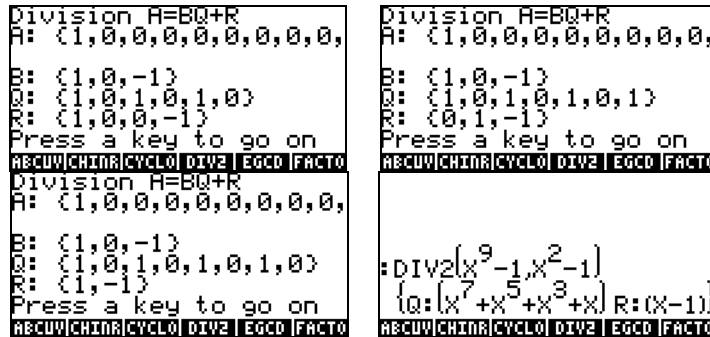 Division A=BQ+R
A: {1,0,0,0,0,0,0,0,0,
B: {1,0,-1}
Q: {1,0,1,0,1,0}
R: {1,0,0,-1}
Press a key to go on
ABCUV CHINR CYCLO DIV2 EGCD FACTO
Division A=BQ+R
A: {1,0,0,0,0,0,0,0,0,
B: {1,0,-1}
Q: {1,0,1,0,1,0,1}
R: {0,1,-1}
Press a key to go on
ABCUV CHINR CYCLO DIV2 EGCD FACTO
Division A=BQ+R
A: {1,0,0,0,0,0,0,0,0,
B: {1,0,-1}
Q: {1,0,1,0,1,0,1,0}
R: {1,-1}
Press a key to go on
ABCUV CHINR CYCLO DIV2 EGCD FACTO
:DIV2(X^9-1,X^2-1)
{Q:(X^7+X^5+X^3+X) R:(X-1)}
ABCUV CHINR CYCLO DIV2 EGCD FACTO